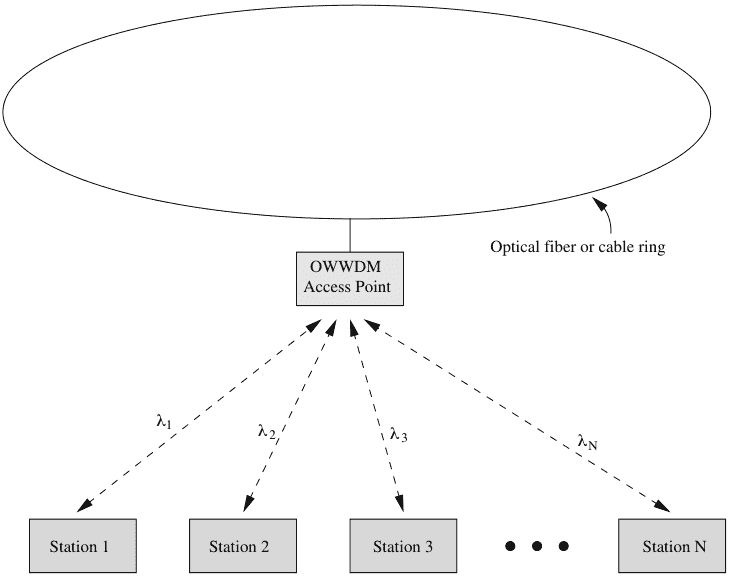 Optical fiber or cable ring
OWWDM
Access Point
λ1
λ2
λ3
λN
Station 1
Station 2
Station 3
Station N